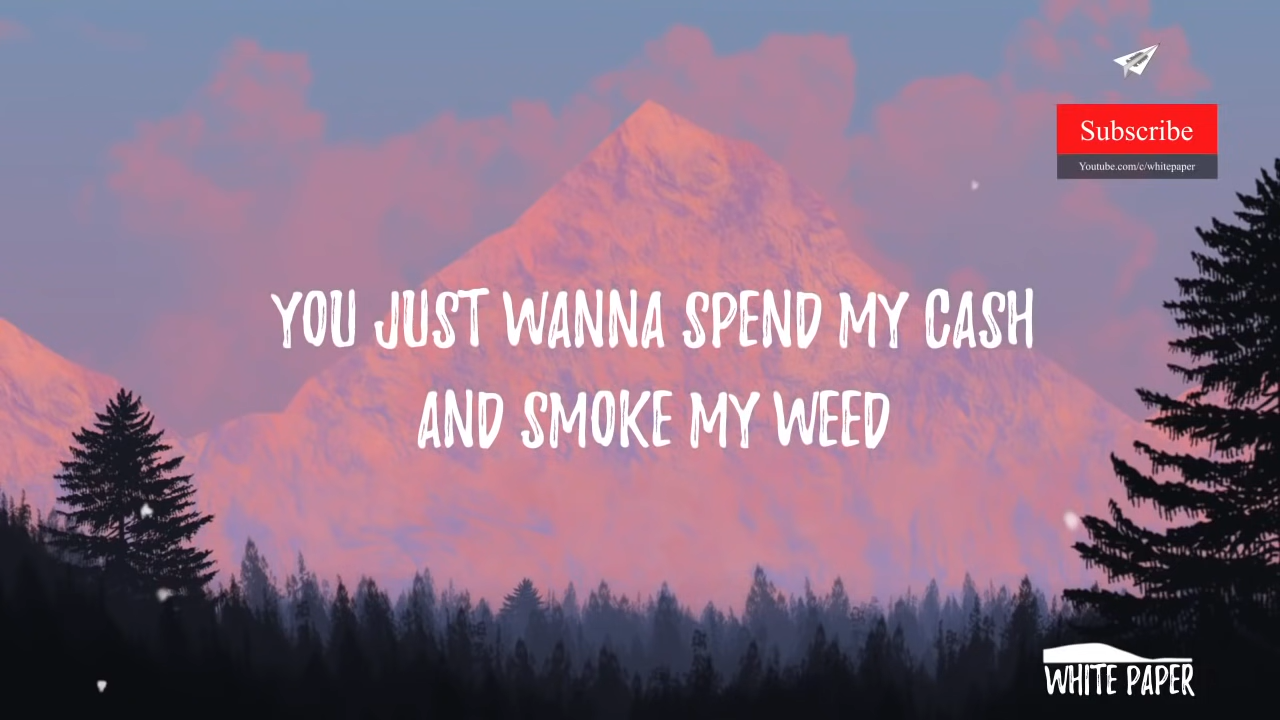 Subscribe
Youtube.com/c/whitepaper
YOU JUST WANNA SPEND MY CASH
AND SMOKE MY WEED
WHITE PAPER